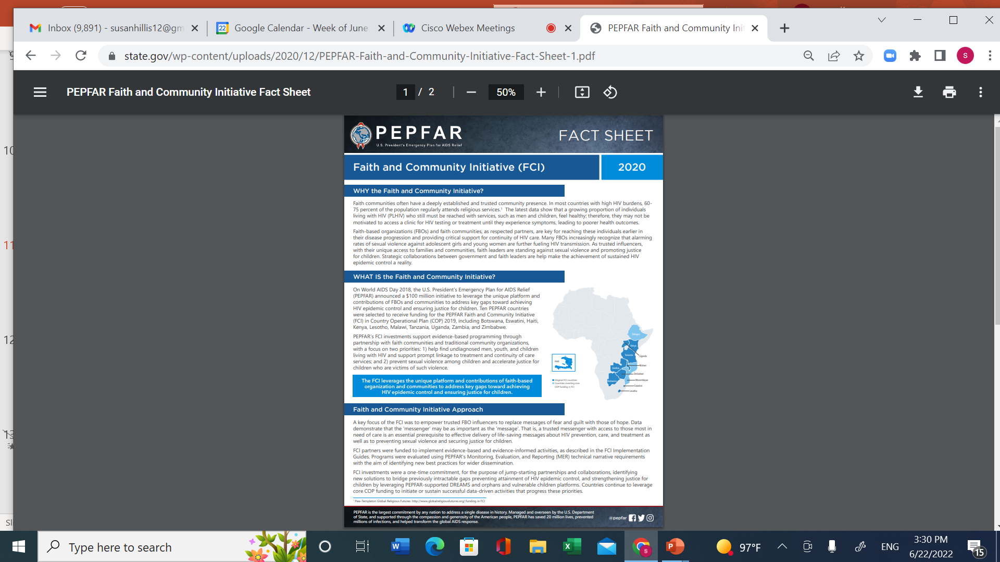 Inbox (9,891) - susanhillis12@gm
Google Calendar - Week of June
Cisco Webex Meetings
PEPFAR Faith and Community Ini
state.gov/wp-content/uploads/2020/12/PEPFAR-Faith-and-Community-Initiative-Fact-Sheet-1.pdf
S
PEPFAR Faith and Community Initiative Fact Sheet
1 / 2
50%
10
11
12
13
Sli
PEPFAR
U.S. President's Emergency Plan for AIDS Relief
FACT SHEET
Faith and Community Initiative (FCI)
2020
WHY the Faith and Community Initiative?
Faith communities often have a deeply established and trusted community presence. In most countries with high HIV burdens, 60-
75 percent of the population regularly attends religious services.¹ The latest data show that a growing proportion of individuals
living with HIV (PLHIV) who still must be reached with services, such as men and children, feel healthy; therefore, they may not be
motivated to access a clinic for HIV testing or treatment until they experience symptoms, leading to poorer health outcomes.
Faith-based organizations (FBOs) and faith communities, as respected partners, are key for reaching these individuals earlier in
their disease progression and providing critical support for continuity of HIV care. Many FBOs increasingly recognize that alarming
rates of sexual violence against adolescent girls and young women are further fueling HIV transmission. As trusted influencers,
with their unique access to families and communities, faith leaders are standing against sexual violence and promoting justice
for children. Strategic collaborations between government and faith leaders are help make the achievement of sustained HIV
epidemic control a reality.
WHAT IS the Faith and Community Initiative?
On World AIDS Day 2018, the U.S. President's Emergency Plan for AIDS Relief
(PEPFAR) announced a $100 million initiative to leverage the unique platform and
contributions of FBOs and communities to address key gaps toward achieving
HIV epidemic control and ensuring justice for children. Ten PEPFAR countries
were selected to receive funding for the PEPFAR Faith and Community Initiative
(FCI) in Country Operational Plan (COP) 2019, including Botswana, Eswatini, Haiti,
Kenya, Lesotho, Malawi, Tanzania, Uganda, Zambia, and Zimbabwe.
PEPFAR's FCI investments support evidence-based programming through
partnership with faith communities and traditional community organizations,
with a focus on two priorities: 1) help find undiagnosed men, youth, and children
living with HIV and support prompt linkage to treatment and continuity of care
services; and 2) prevent sexual violence among children and accelerate justice for
children who are victims of such violence.
The FCI leverages the unique platform and contributions of faith-based
organization and communities to address key gaps toward achieving
HIV epidemic control and ensuring justice for children.
Ethiopia
Kenya
Tanzania
Uganda
Malawi
Zambia
Zimbabwe
Mozambique
Botswana
Eswatini
Lesotho
Haiti
Original FCI countries
Countries investing core
COP funding in FCI
Faith and Community Initiative Approach
A key focus of the FCI was to empower trusted FBO influencers to replace messages of fear and guilt with those of hope. Data
demonstrate that the 'messenger' may be as important as the 'message'. That is, a trusted messenger with access to those most in
need of care is an essential prerequisite to effective delivery of life-saving messages about HIV prevention, care, and treatment as
well as to preventing sexual violence and securing justice for children.
FCI partners were funded to implement evidence-based and evidence-informed activities, as described in the FCI Implementation
Guides. Programs were evaluated using PEPFAR's Monitoring, Evaluation, and Reporting (MER) technical narrative requirements
with the aim of identifying new best practices for wider dissemination.
FCI investments were a one-time commitment, for the purpose of jump-starting partnerships and collaborations, identifying
new solutions to bridge previously intractable gaps preventing attainment of HIV epidemic control, and strengthening justice for
children by leveraging PEPFAR-supported DREAMS and orphans and vulnerable children platforms. Countries continue to leverage
core COP funding to initiate or sustain successful data-driven activities that progress these priorities.
¹ Pew-Templeton Global Religious Futures: http://www.globalreligiousfutures.org/ funding in FCI
PEPFAR is the largest commitment by any nation to address a single disease in history. Managed and overseen by the U.S. Department
of State, and supported through the compassion and generosity of the American people, PEPFAR has saved 20 million lives, prevented
millions of infections, and helped transform the global AIDS response.
@pepfar
Type here to search
97°F
ENG
3:30 PM
6/22/2022
15